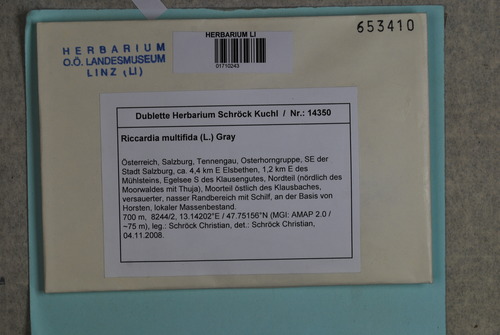 653410
HERBARIUM
O.Ö. LANDESMUSEUM
LINZ (LI)
HERBARIUM LI
01710243
Dublette Herbarium Schröck Kuchl / Nr.: 14350
Riccardia multifida (L.) Gray
Österreich, Salzburg, Tennengau, Osterhorngruppe, SE der
Stadt Salzburg, ca. 4,4 km E Elsbethen, 1,2 km E des
Mühlsteins, Egelsee S des Klausengutes, Nordteil (nördlich des
Moorwaldes mit Thuja), Moorteil östlich des Klausbaches,
versauerter, nasser Randbereich mit Schilf, an der Basis von
Horsten, lokaler Massenbestand.
700 m, 8244/2, 13.14202°E / 47.75156°N (MGI: AMAP 2.0 /
~75 m), leg.: Schröck Christian, det.: Schröck Christian,
04.11.2008.